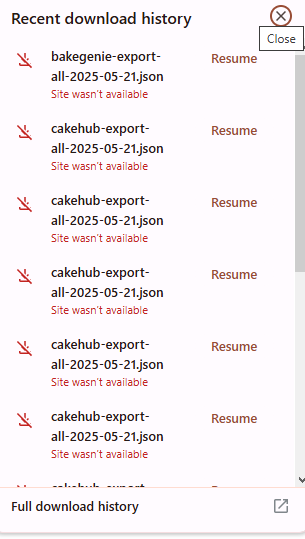 Recent download history
Close
bakegenie-export-
all-2025-05-21.json
Resume
Site wasn't available
cakehub-export-
all-2025-05-21.json
Resume
Site wasn't available
cakehub-export-
all-2025-05-21.json
Resume
Site wasn't available
cakehub-export-
all-2025-05-21.json
Resume
Site wasn't available
cakehub-export-
all-2025-05-21.json
Resume
Site wasn't available
cakehub-export-
all-2025-05-21.json
Resume
Site wasn't available
Full download history